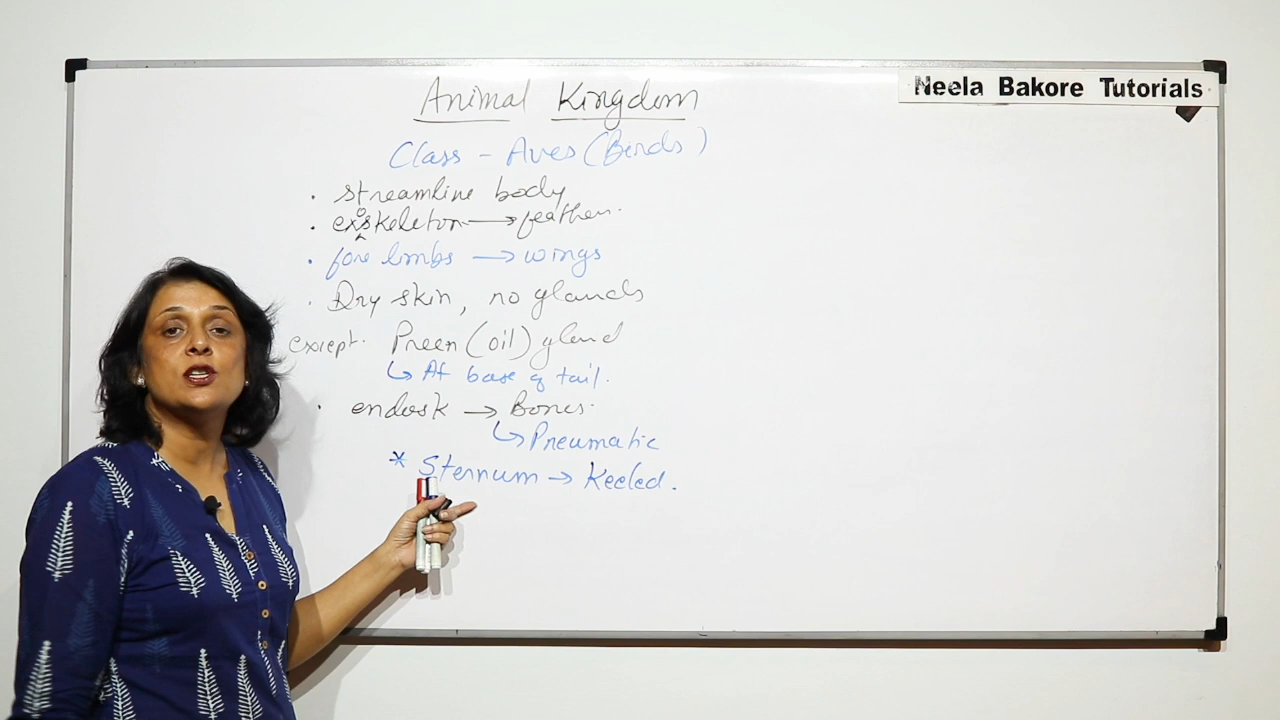 Neela Bakore Tutorials
Animal Kingdom
Class - Aves (Birds)
. streamline body
. exoskeleton → feathers.
. fore limbs → wings
. Dry skin, no glands
except. Preen (oil) gland
↳ At base of tail.
. endosk → Bones.
↳ Pneumatic
* Sternum → Keeled.